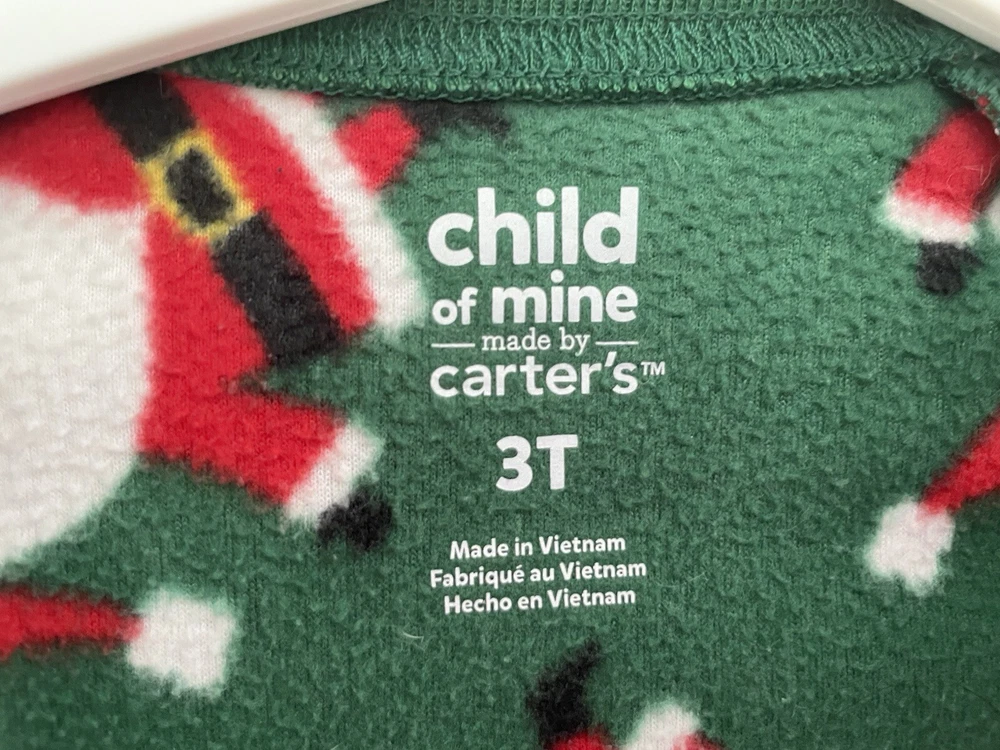 child
of mine
made by
carter's™
3T
Made in Vietnam
Fabriqué au Vietnam
Hecho en Vietnam